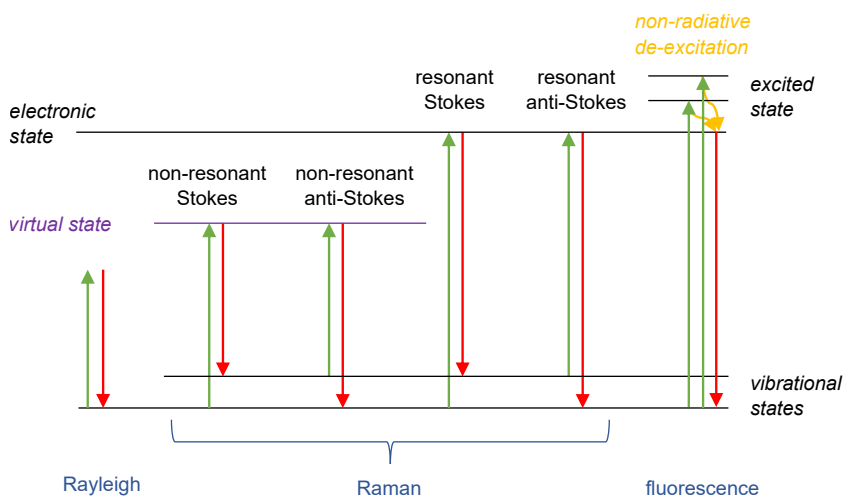 non-radiative
de-excitation
resonant
Stokes
resonant
anti-Stokes
excited
state
electronic
state
non-resonant
Stokes
non-resonant
anti-Stokes
virtual state
vibrational
states
Rayleigh
Raman
fluorescence